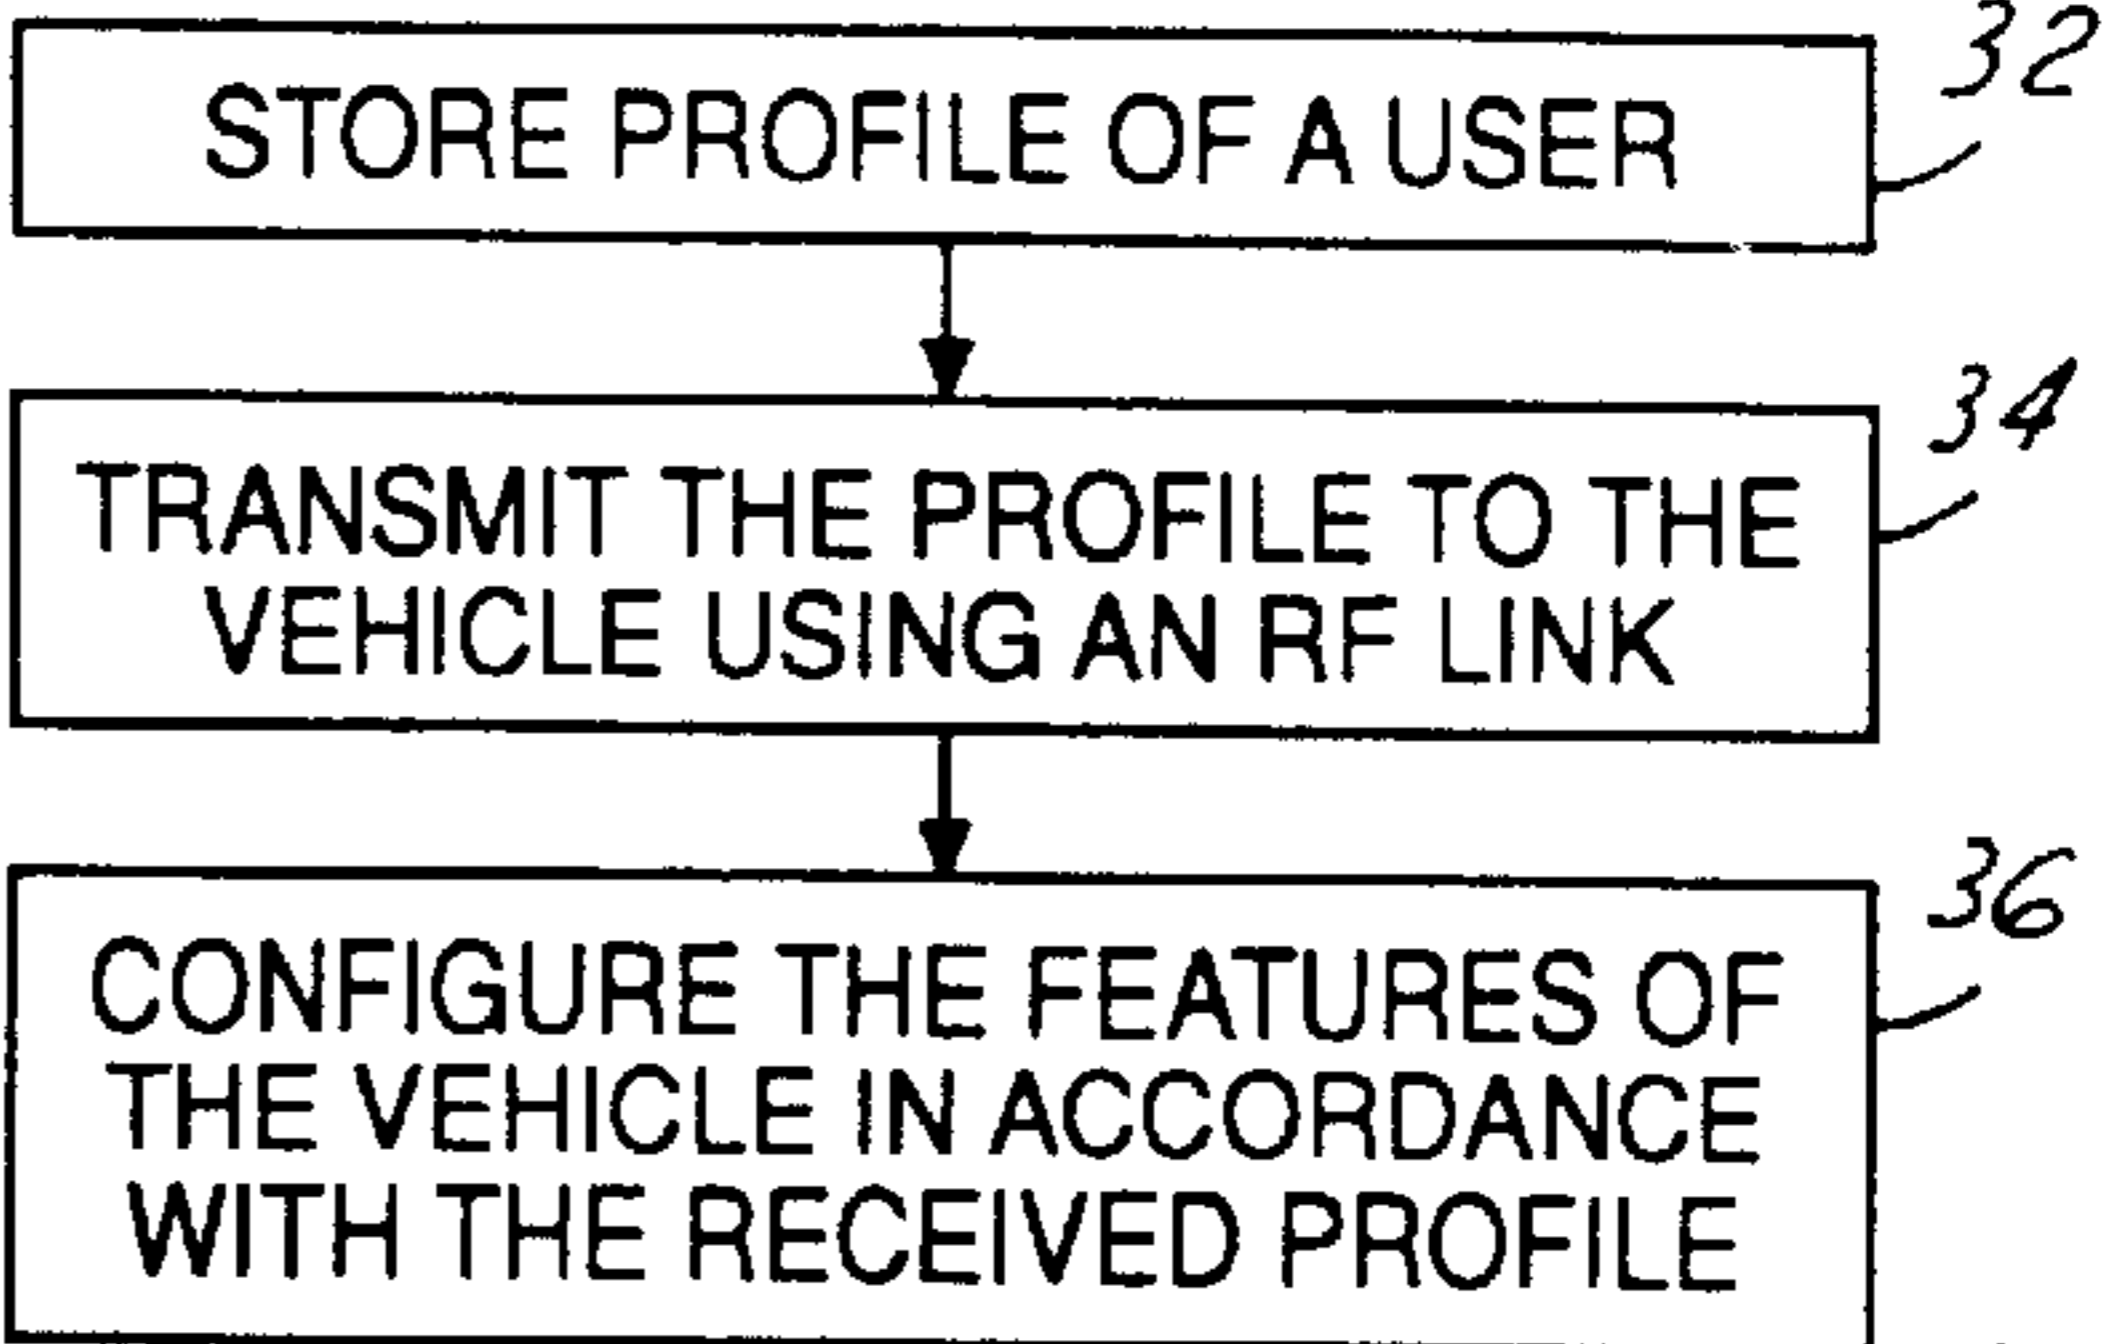 STORE PROFILE OF A USER
32
TRANSMIT THE PROFILE TO THE
VEHICLE USING AN RF LINK
34
CONFIGURE THE FEATURES OF
THE VEHICLE IN ACCORDANCE
WITH THE RECEIVED PROFILE
36